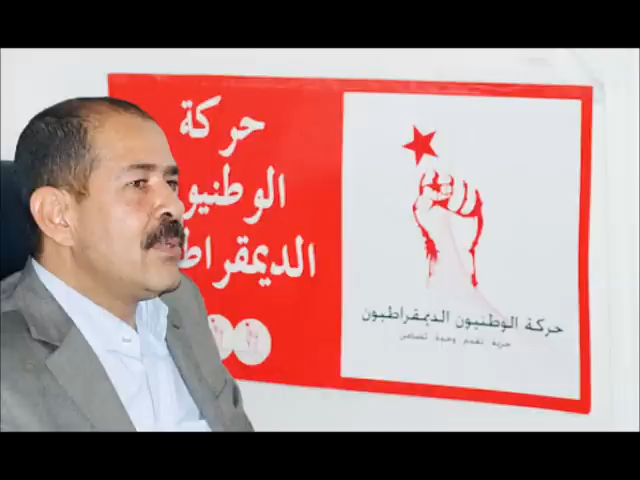 حركة
الوطنيو
الديمقراط
حركة الوطنيون الديمقراطيون